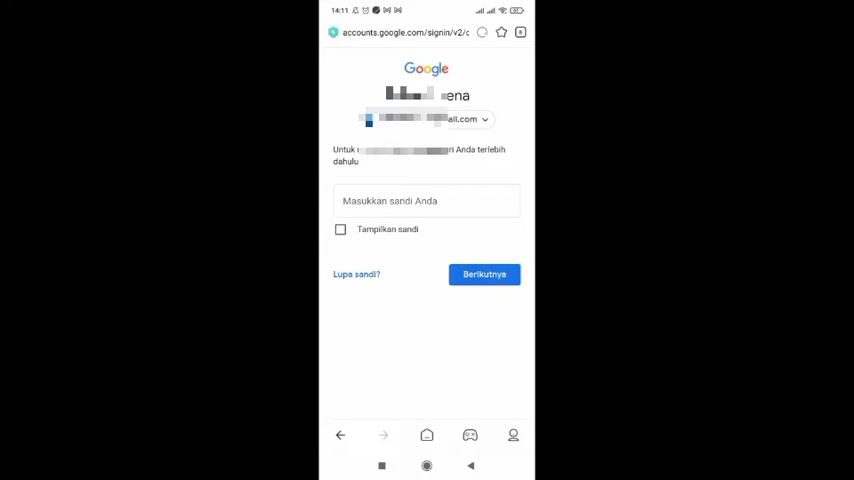 14:11
accounts.google.com/signin/v2/c
8
Google
ena
ail.com
Untuk
ri Anda terlebih
dahulu
Masukkan sandi Anda
Tampilkan sandi
Lupa sandi?
Berikutnya